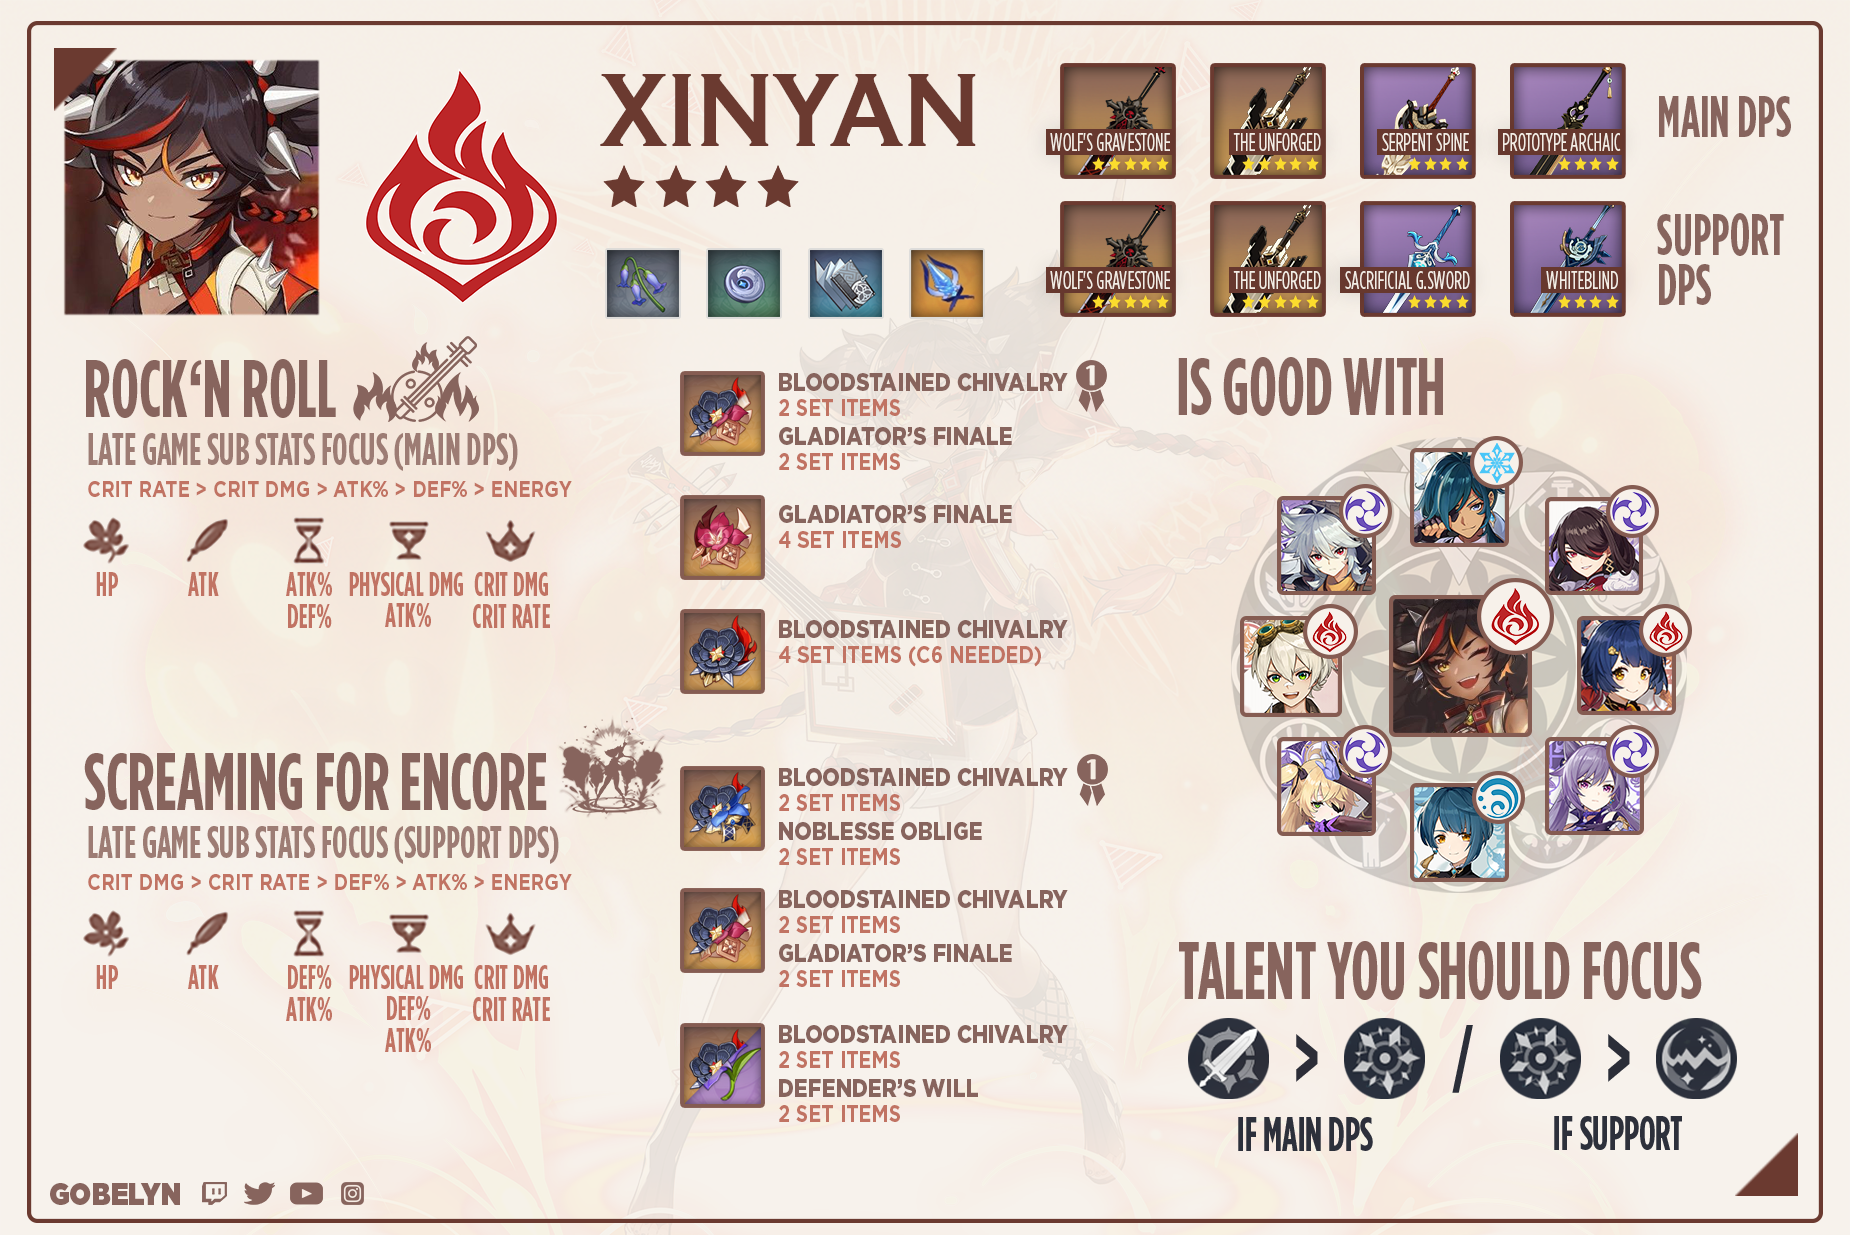 XINYAN
WOLF'S GRAVESTONE
THE UNFORGED
SERPENT SPINE
PROTOTYPE ARCHAIC
MAIN DPS
WOLF'S GRAVESTONE
THE UNFORGED
SACRIFICIAL G.SWORD
WHITEBLIND
SUPPORT
DPS
ROCK‘N ROLL
LATE GAME SUB STATS FOCUS (MAIN DPS)
CRIT RATE > CRIT DMG > ATK% > DEF% > ENERGY
HP
ATK
ATK%
DEF%
PHYSICAL DMG
ATK%
CRIT DMG
CRIT RATE
BLOODSTAINED CHIVALRY
1
2 SET ITEMS
GLADIATOR’S FINALE
2 SET ITEMS
GLADIATOR’S FINALE
4 SET ITEMS
BLOODSTAINED CHIVALRY
4 SET ITEMS (C6 NEEDED)
SCREAMING FOR ENCORE
LATE GAME SUB STATS FOCUS (SUPPORT DPS)
CRIT DMG > CRIT RATE > DEF% > ATK% > ENERGY
HP
ATK
DEF%
ATK%
PHYSICAL DMG
DEF%
ATK%
CRIT DMG
CRIT RATE
BLOODSTAINED CHIVALRY
1
2 SET ITEMS
NOBLESSE OBLIGE
2 SET ITEMS
BLOODSTAINED CHIVALRY
2 SET ITEMS
GLADIATOR’S FINALE
2 SET ITEMS
BLOODSTAINED CHIVALRY
2 SET ITEMS
DEFENDER’S WILL
2 SET ITEMS
IS GOOD WITH
TALENT YOU SHOULD FOCUS
> / >
IF MAIN DPS
IF SUPPORT
GOBELYN